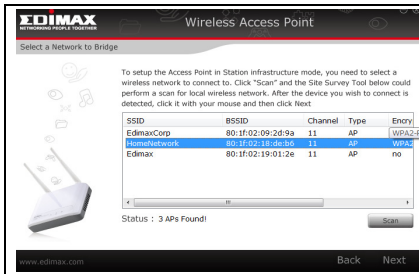 EDIMAX
NETWORKING PEOPLE TOGETHER
Wireless Access Point
Select a Network to Bridge
To setup the Access Point in Station infrastructure mode, you need to select a
wireless network to connect to. Click "Scan" and the Site Survey Tool below could
perform a scan for local wireless network. After the device you wish to connect is
detected, click it with your mouse and then click Next
SSID BSSID Channel Type Encry
EdimaxCorp 80:1f:02:09:2d:9a 11 AP WPA2-P
HomeNetwork 80:1f:02:18:de:b6 11 AP WPA2
Edimax 80:1f:02:19:01:2e 11 AP no
Status : 3 APs Found!
Scan
www.edimax.com
Back Next